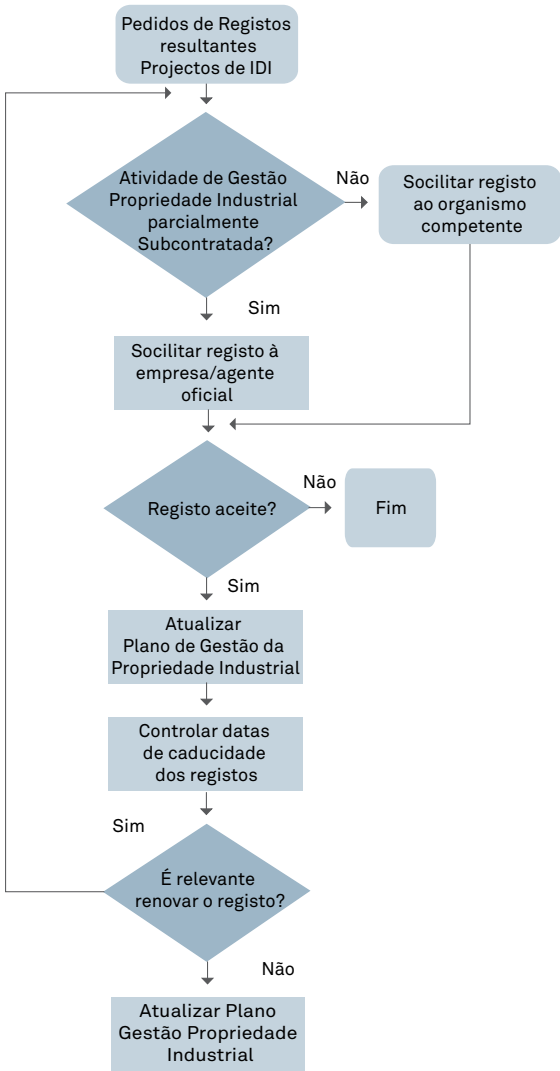 Pedidos de Registos
resultantes
Projectos de IDI
Atividade de Gestão
Propriedade Industrial
parcialmente
Subcontratada?
Não
Socilitar registo
ao organismo
competente
Sim
Socilitar registo à
empresa/agente
oficial
Registo aceite?
Não
Fim
Sim
Atualizar
Plano de Gestão da
Propriedade Industrial
Controlar datas
de caducidade
dos registos
Sim
É relevante
renovar o registo?
Não
Atualizar Plano
Gestão Propriedade
Industrial